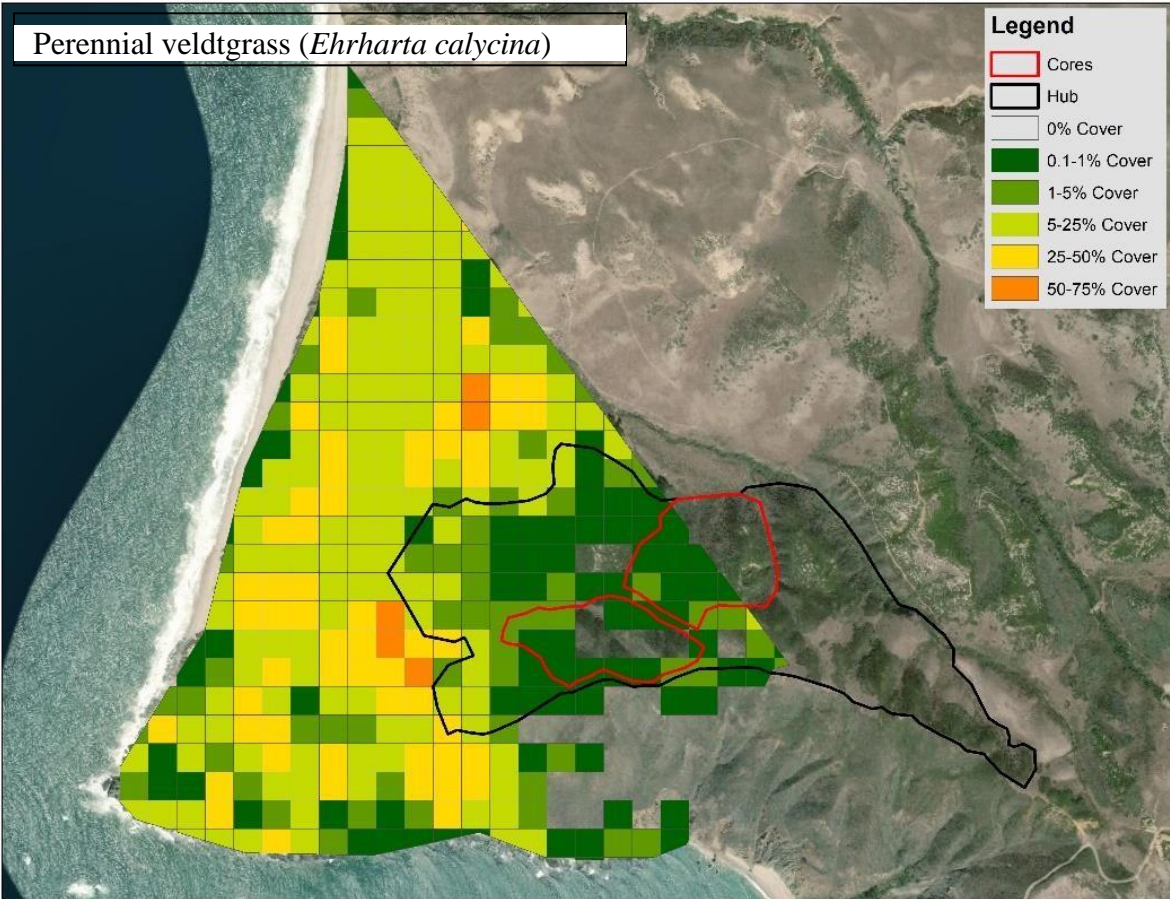 Perennial veldtgrass (Ehrharta calycina)
Legend
Cores
Hub
0% Cover
0.1-1% Cover
1-5% Cover
5-25% Cover
25-50% Cover
50-75% Cover